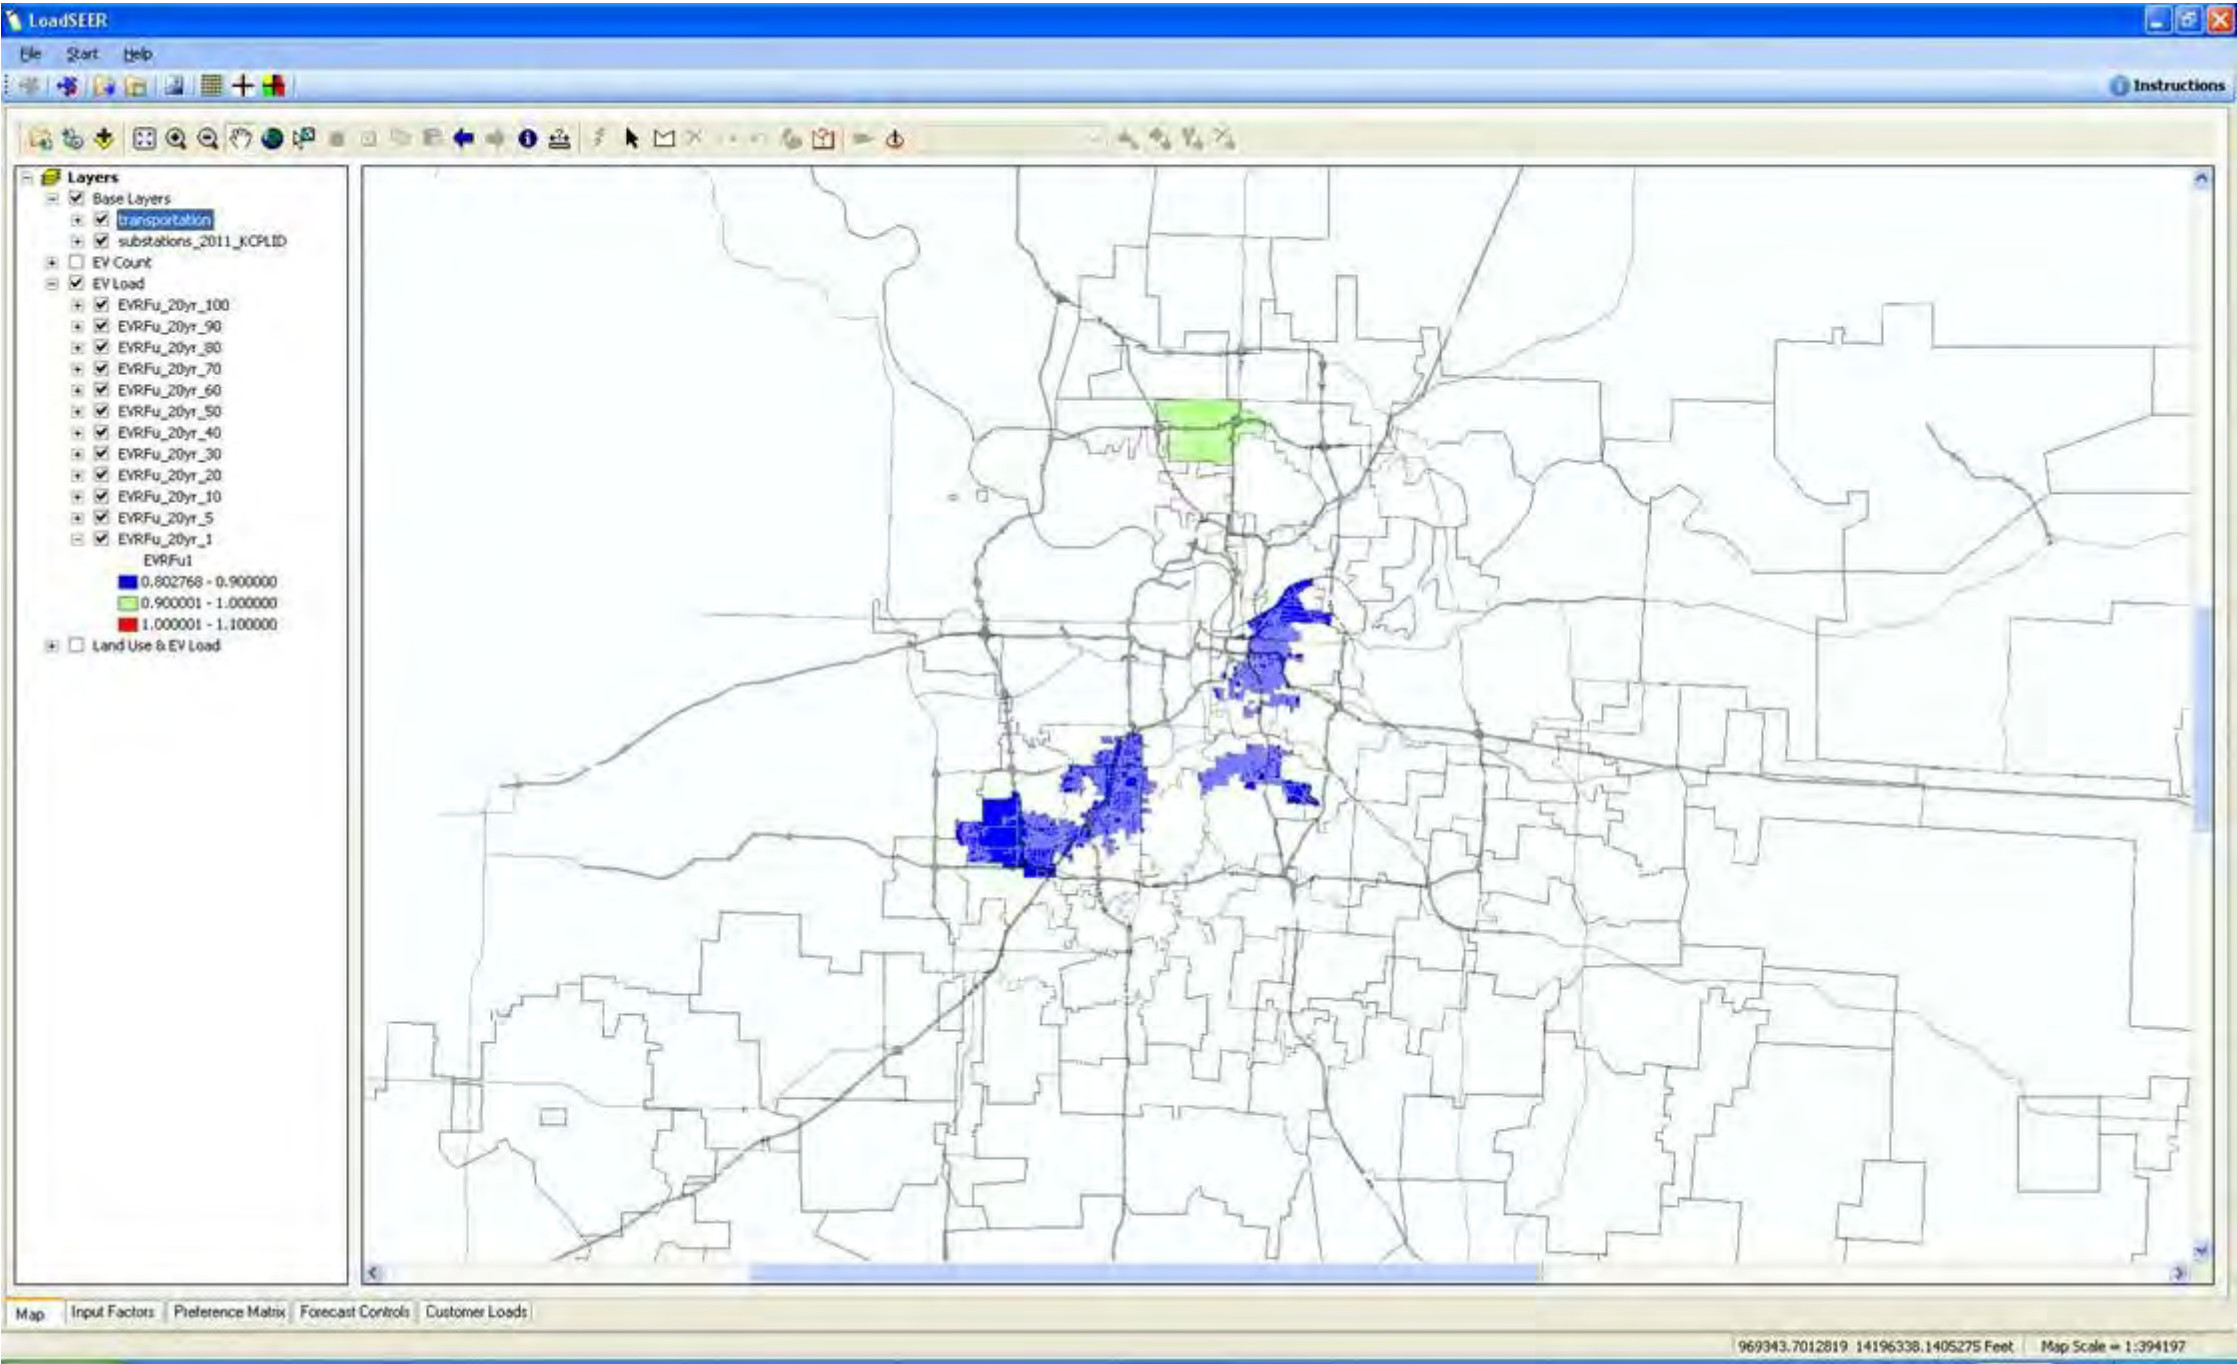 LoadSEER
File Start Help
Instructions
Layers
Base Layers
transportation
substations_2011_KCPLID
EV Count
EV Load
EVRFu_20yr_100
EVRFu_20yr_90
EVRFu_20yr_80
EVRFu_20yr_70
EVRFu_20yr_60
EVRFu_20yr_50
EVRFu_20yr_40
EVRFu_20yr_30
EVRFu_20yr_20
EVRFu_20yr_10
EVRFu_20yr_5
EVRFu_20yr_1
EVRFu1
0.802768 - 0.900000
0.900001 - 1.000000
1.000001 - 1.100000
Land Use & EV Load
Map Input Factors Preference Matrix Forecast Controls Customer Loads
969343.7012819 14196338.1405275 Feet Map Scale = 1:394197